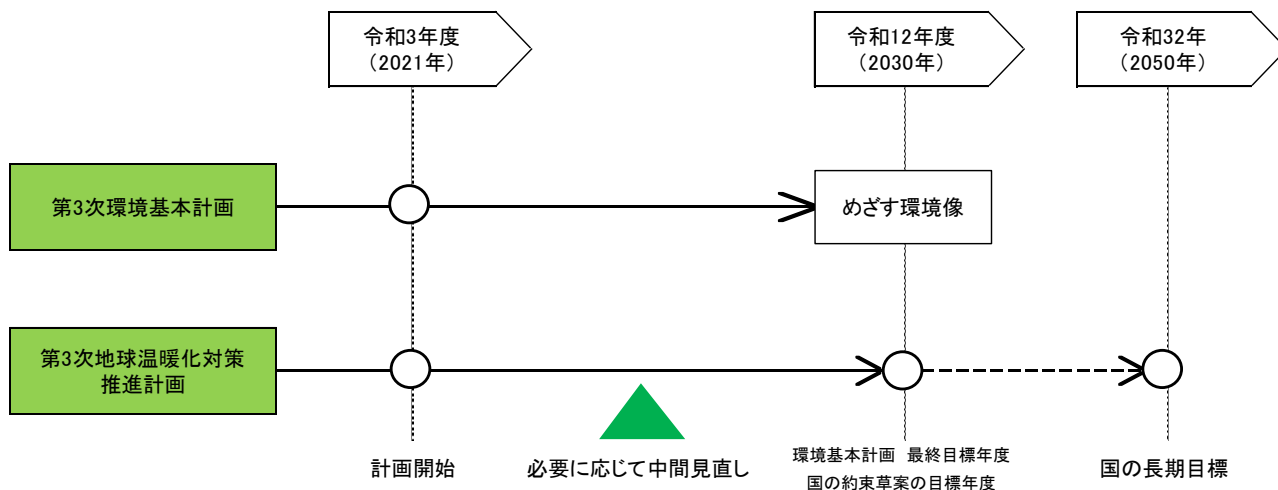 令和3年度
（2021年）
令和12年度
（2030年）
令和32年
（2050年）
第3次環境基本計画
めざす環境像
第3次地球温暖化対策
推進計画
計画開始
必要に応じて中間見直し
環境基本計画 最終目標年度
国の約束草案の目標年度
国の長期目標